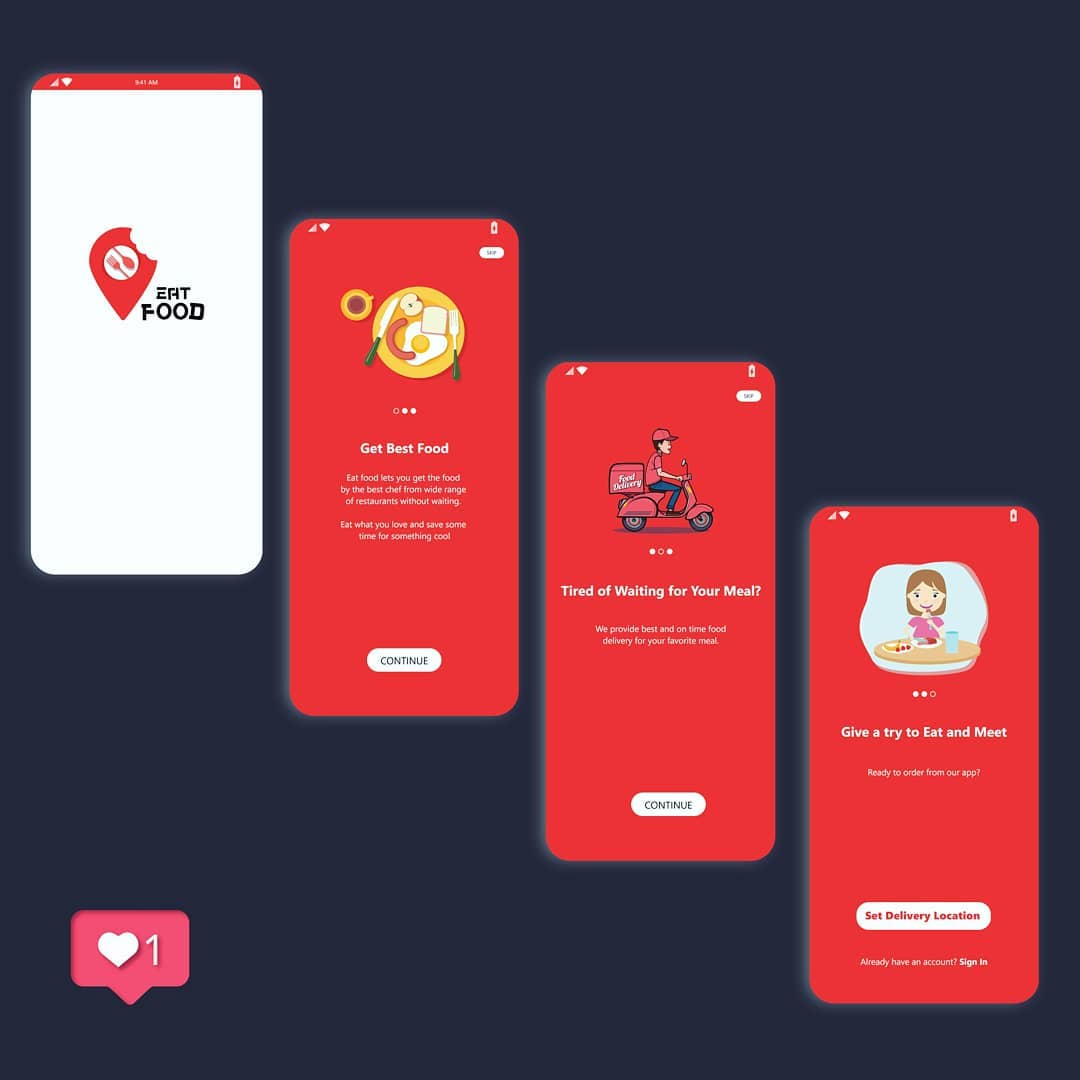 9:41 AM
EAT
FOOD
SKIP
Get Best Food
Eat food lets you get the food
by the best chef from wide range
of restaurants without waiting.
Eat what you love and save some
time for something cool
CONTINUE
SKIP
Food
Delivery
Tired of Waiting for Your Meal?
We provide best and on time food
delivery for your favorite meal.
CONTINUE
Give a try to Eat and Meet
Ready to order from our app?
Set Delivery Location
Already have an account? Sign In
1